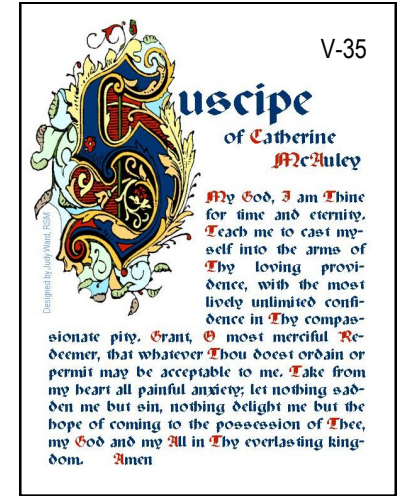 V-35
Suscipe
of Catherine
McAuley
My God, I am Thine
for time and eternity.
Teach me to cast my-
self into the arms of
Thy loving provi-
dence, with the most
lively unlimited confi-
dence in Thy compas-
sionate pity. Grant, O most merciful Re-
deemer, that whatever Thou doest ordain or
permit may be acceptable to me. Take from
my heart all painful anxiety; let nothing sad-
den me but sin, nothing delight me but the
hope of coming to the possession of Thee,
my God and my All in Thy everlasting king-
dom. Amen
Designed by Judy Ward, RSM